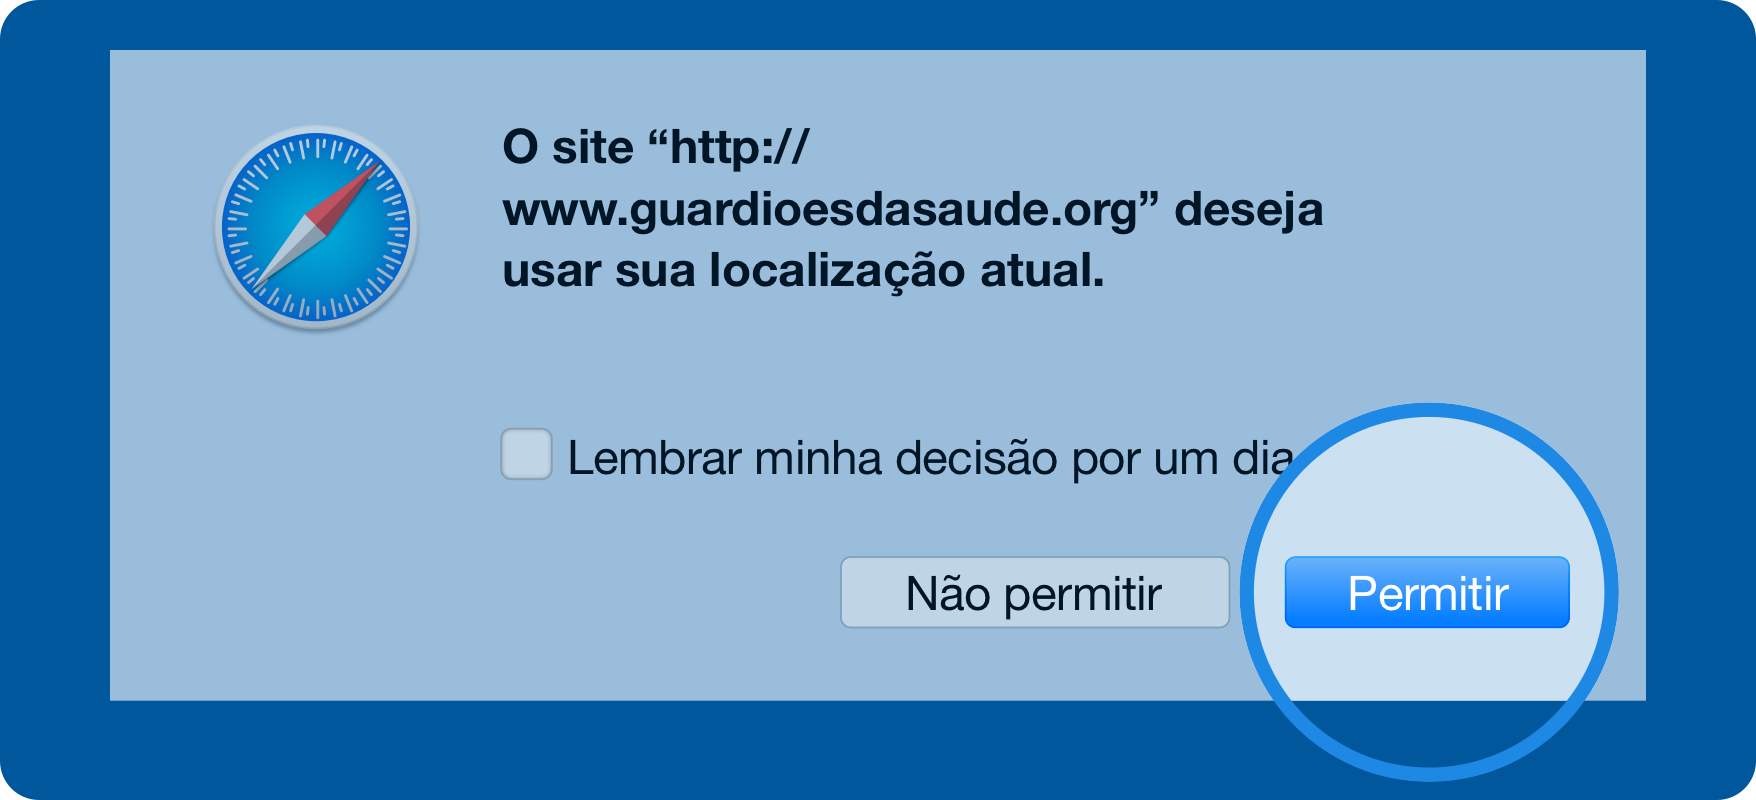 O site “http://
www.guardioesdasaude.org” deseja
usar sua localização atual.
Lembrar minha decisão por um dia
Não permitir
Permitir